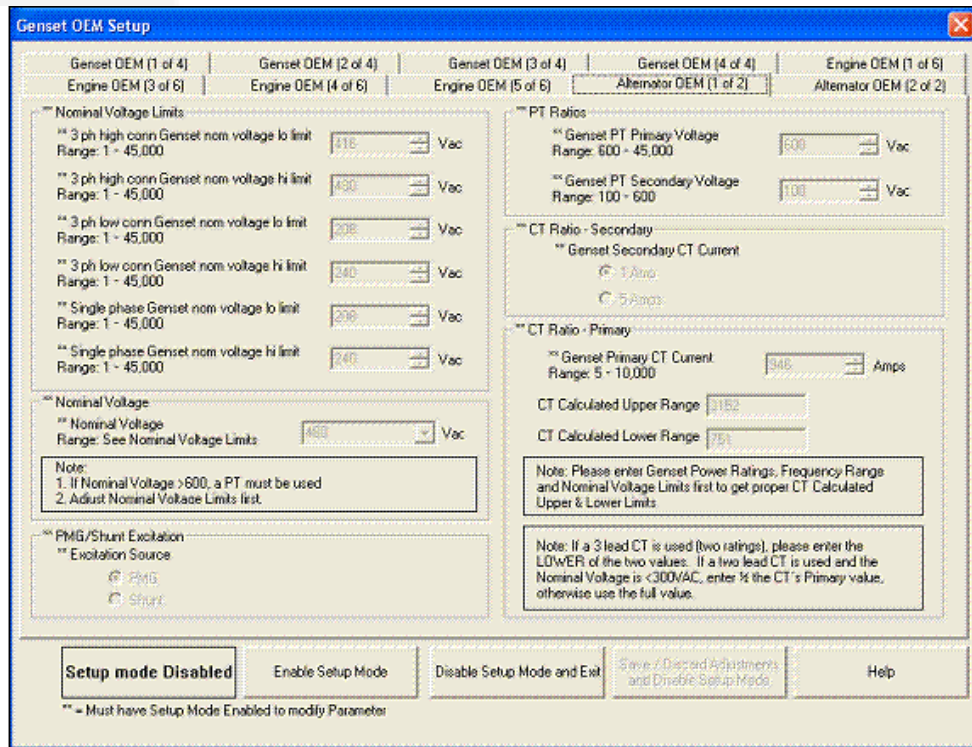 Genset OEM Setup
Genset OEM (1 of 4)
Genset OEM (2 of 4)
Genset OEM (3 of 4)
Genset OEM (4 of 4)
Engine OEM (1 of 6)
Engine OEM (3 of 6)
Engine OEM (4 of 6)
Engine OEM (5 of 6)
Alternator OEM (1 of 2)
Alternator OEM (2 of 2)
** Nominal Voltage Limits
** 3 ph high conn Genset nom voltage lo limit
Range: 1 - 45,000
416 Vac
** 3 ph high conn Genset nom voltage hi limit
Range: 1 - 45,000
480 Vac
** 3 ph low conn Genset nom voltage lo limit
Range: 1 - 45,000
208 Vac
** 3 ph low conn Genset nom voltage hi limit
Range: 1 - 45,000
240 Vac
** Single phase Genset nom voltage lo limit
Range: 1 - 45,000
208 Vac
** Single phase Genset nom voltage hi limit
Range: 1 - 45,000
240 Vac
** Nominal Voltage
** Nominal Voltage
Range: See Nominal Voltage Limits
480 Vac
Note:
1. If Nominal Voltage >600, a PT must be used
2. Adjust Nominal Voltage Limits first.
** PMG/Shunt Excitation
** Excitation Source
PMG
Shunt
** PT Ratios
** Genset PT Primary Voltage
Range: 600 - 45,000
600 Vac
** Genset PT Secondary Voltage
Range: 100 - 600
100 Vac
** CT Ratio - Secondary
** Genset Secondary CT Current
1 Amp
5 Amps
** CT Ratio - Primary
** Genset Primary CT Current
Range: 5 - 10,000
946 Amps
CT Calculated Upper Range 3152
CT Calculated Lower Range 751
Note: Please enter Genset Power Ratings, Frequency Range
and Nominal Voltage Limits first to get proper CT Calculated
Upper & Lower Limits
Note: If a 3 lead CT is used (two ratings), please enter the
LOWER of the two values. If a two lead CT is used and the
Nominal Voltage is <300VAC, enter ½ the CT's Primary value,
otherwise use the full value.
Setup mode Disabled
Enable Setup Mode
Disable Setup Mode and Exit
Save / Discard Adjustments
and Disable Setup Mode
Help
** = Must have Setup Mode Enabled to modify Parameter